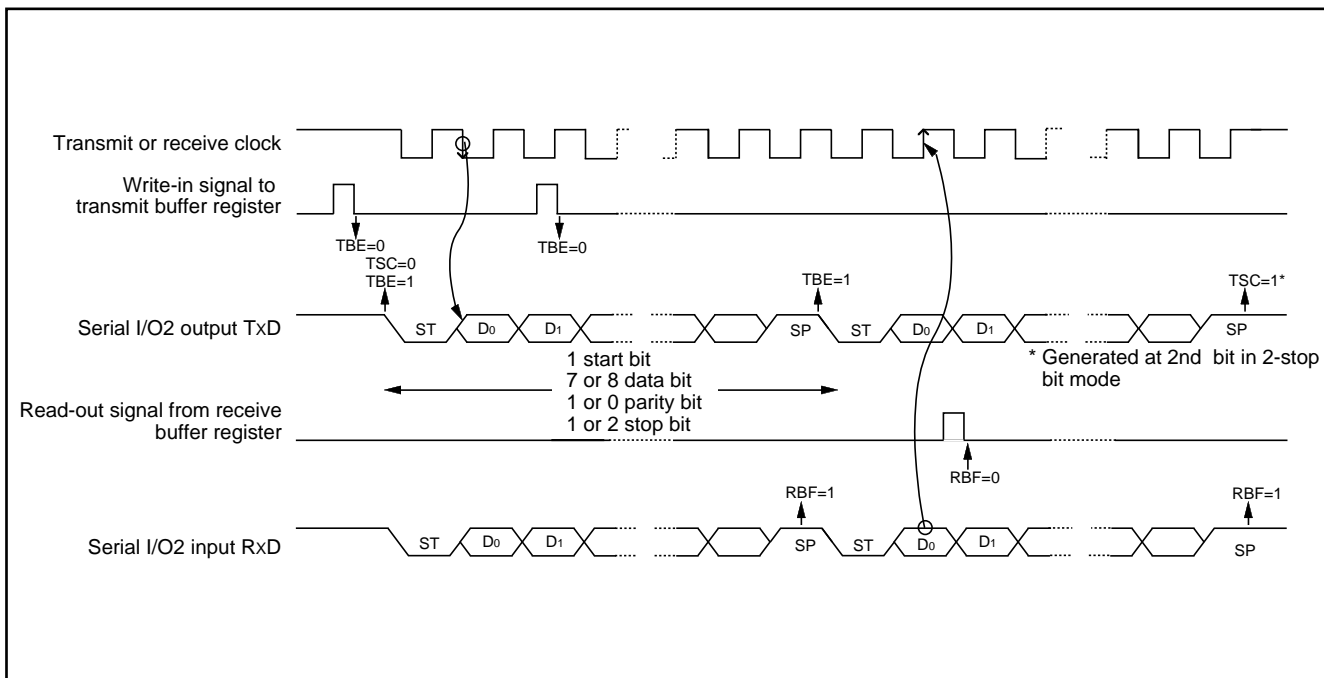 Transmit or receive clock
Write-in signal to
transmit buffer register
TBE=0
TSC=0
TBE=1
TBE=0
TBE=1
TSC=1*
Serial I/O2 output TxD
ST
D0
D1
SP
ST
D0
D1
SP
1 start bit
7 or 8 data bit
1 or 0 parity bit
1 or 2 stop bit
* Generated at 2nd bit in 2-stop
bit mode
Read-out signal from receive
buffer register
RBF=0
RBF=1
RBF=1
Serial I/O2 input RxD
ST
D0
D1
SP
ST
D0
D1
SP